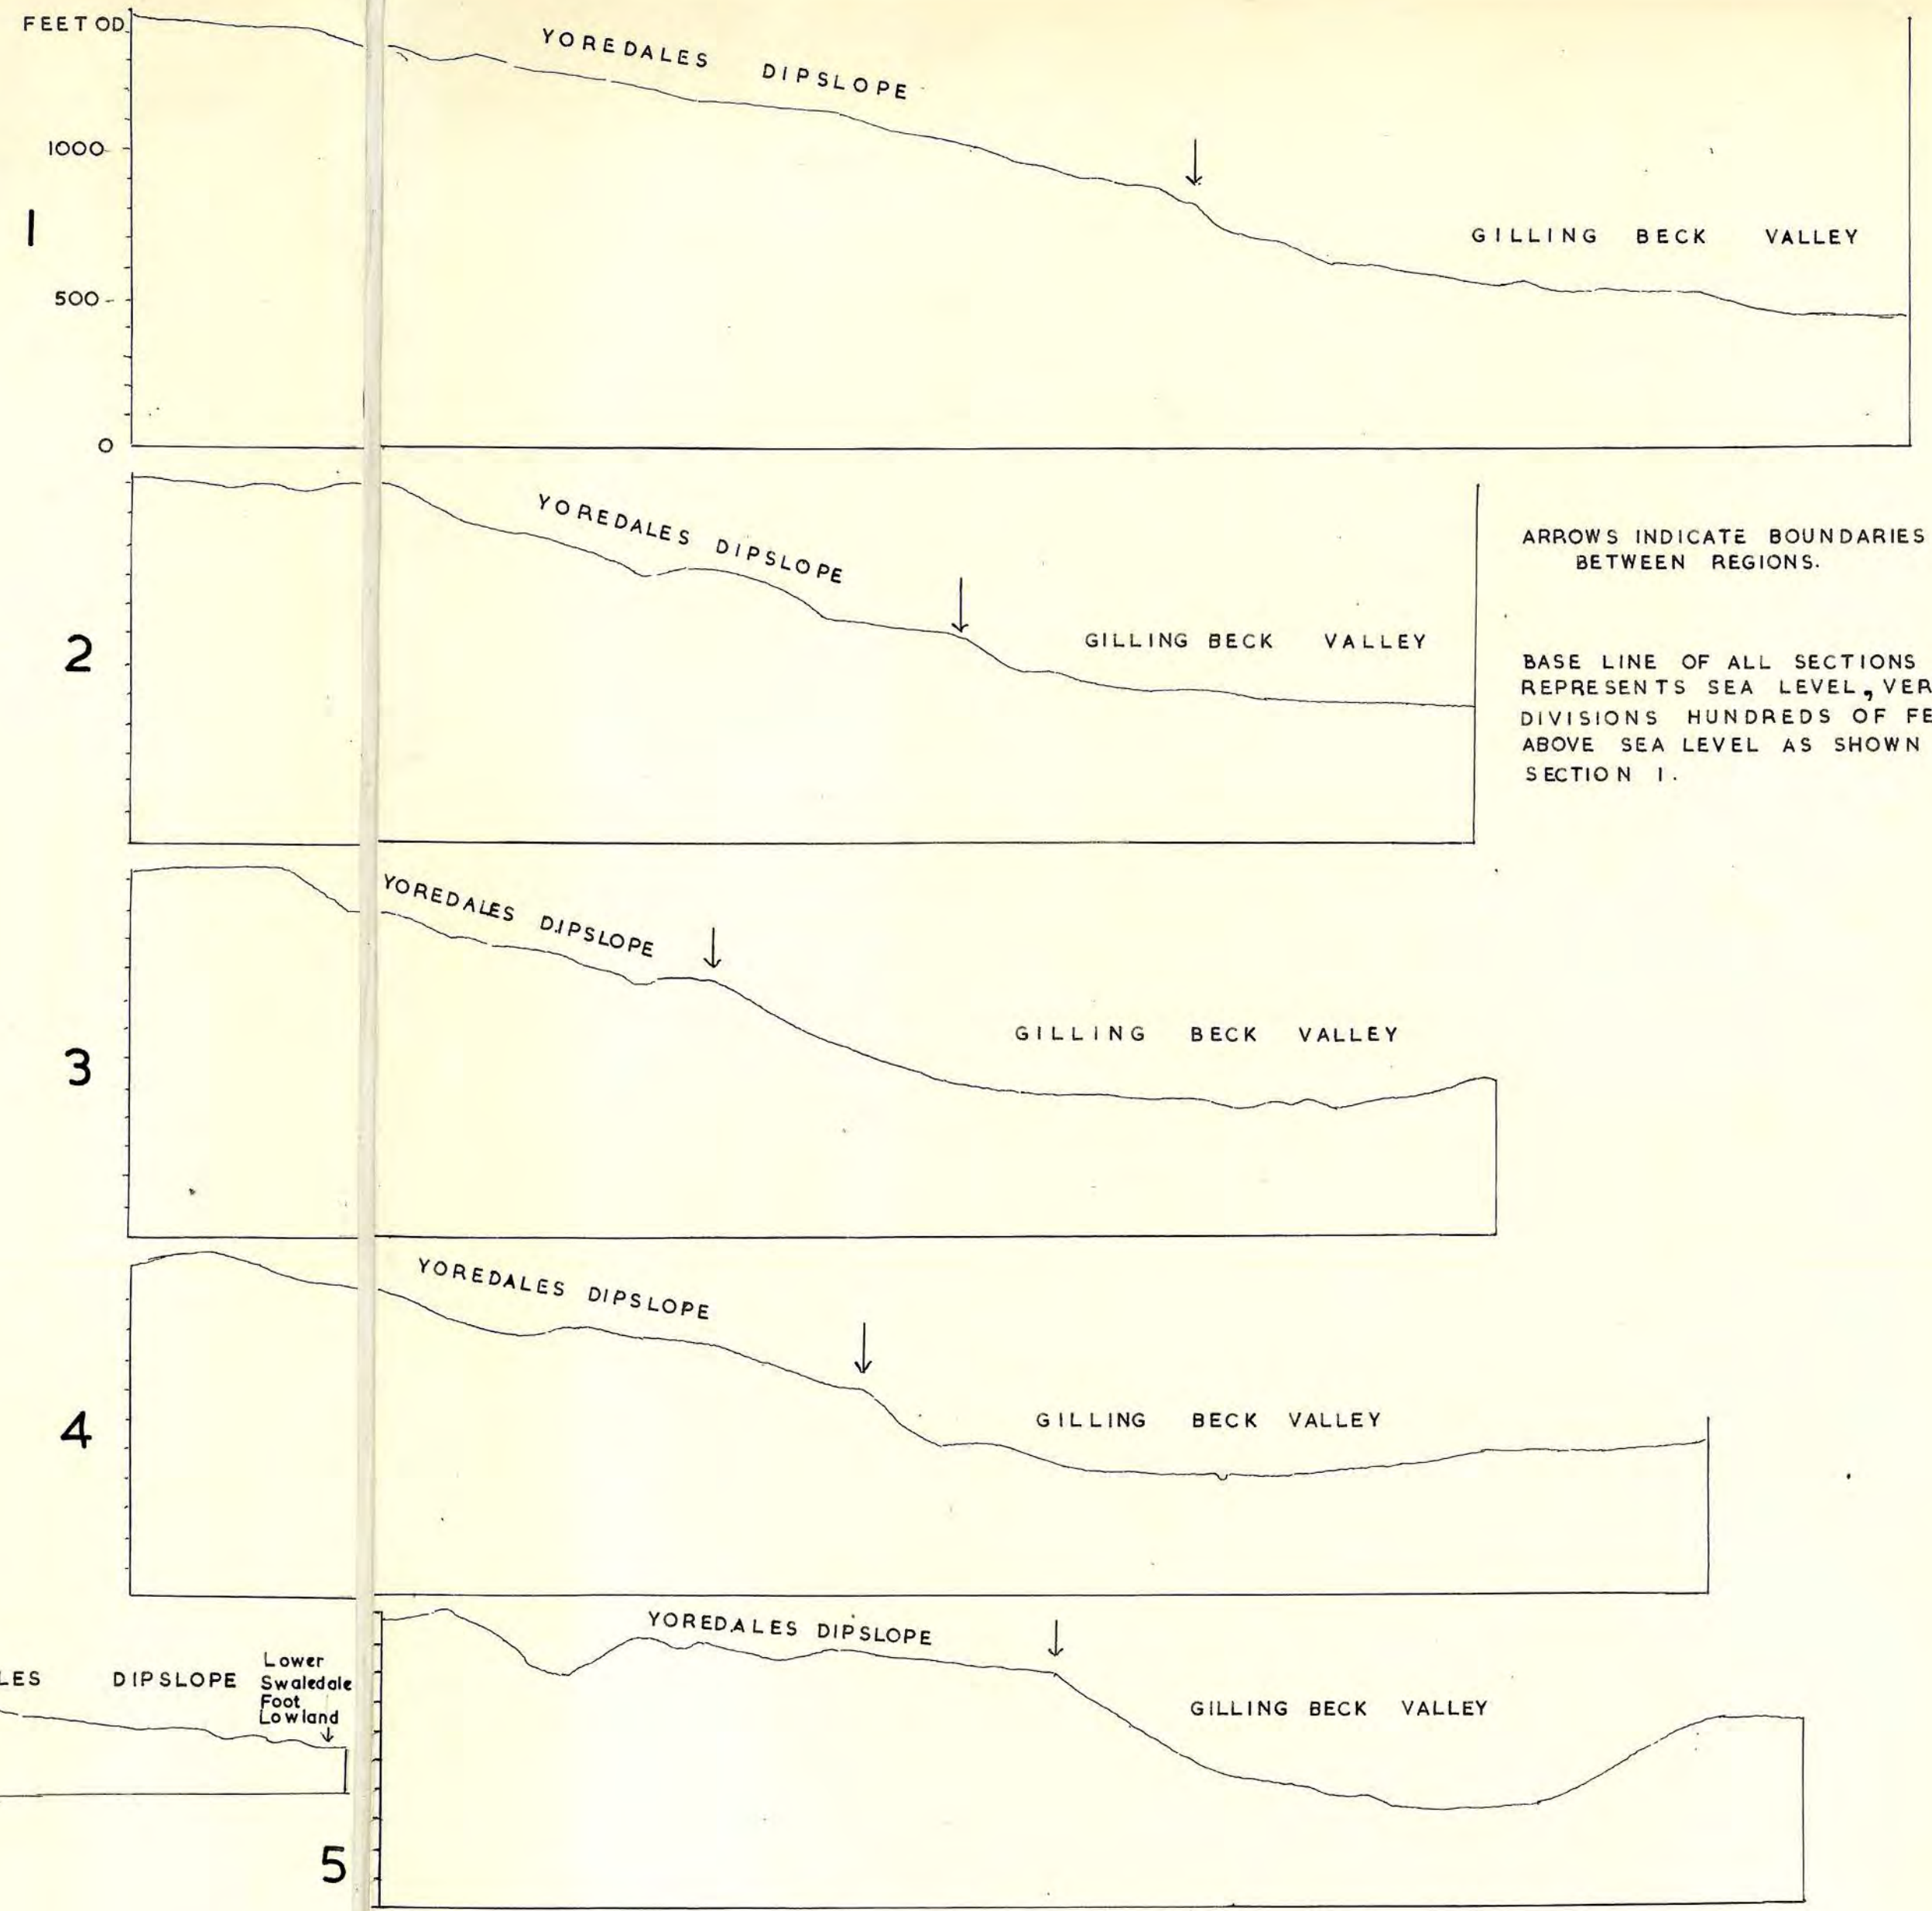 FEET OD
1000
500
0
1
YOREDALES DIPSLOPE
GILLING BECK VALLEY
2
YOREDALES DIPSLOPE
GILLING BECK VALLEY
ARROWS INDICATE BOUNDARIES
BETWEEN REGIONS.
BASE LINE OF ALL SECTIONS
REPRESENTS SEA LEVEL, VER
DIVISIONS HUNDREDS OF FE
ABOVE SEA LEVEL AS SHOWN
SECTION 1.
3
YOREDALES DIPSLOPE
GILLING BECK VALLEY
4
YOREDALES DIPSLOPE
GILLING BECK VALLEY
LES DIPSLOPE
Lower
Swaledale
Foot
Lowland
5
YOREDALES DIPSLOPE
GILLING BECK VALLEY